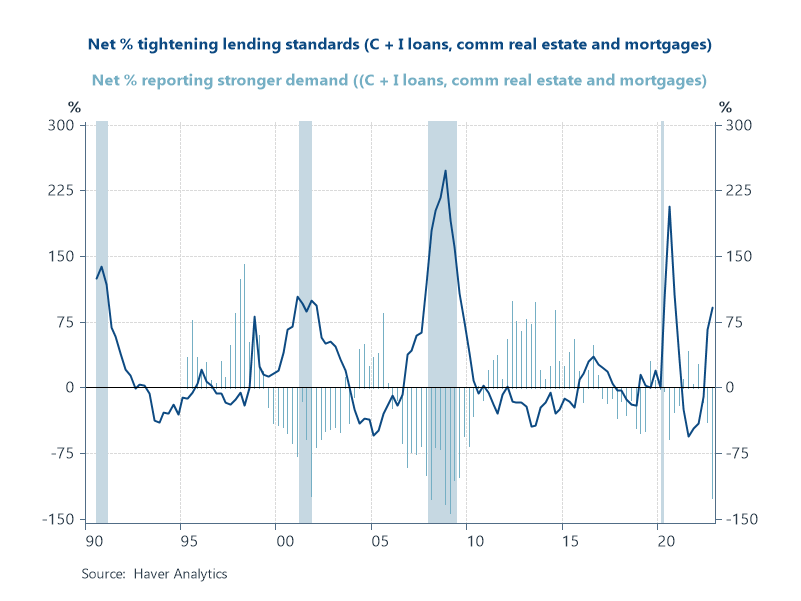 Net % tightening lending standards (C + I loans, comm real estate and mortgages)
Net % reporting stronger demand ((C + I loans, comm real estate and mortgages)
% %
300 300
225 225
150 150
75 75
0 0
-75 -75
-150 -150
90 95 00 05 10 15 20
Source: Haver Analytics